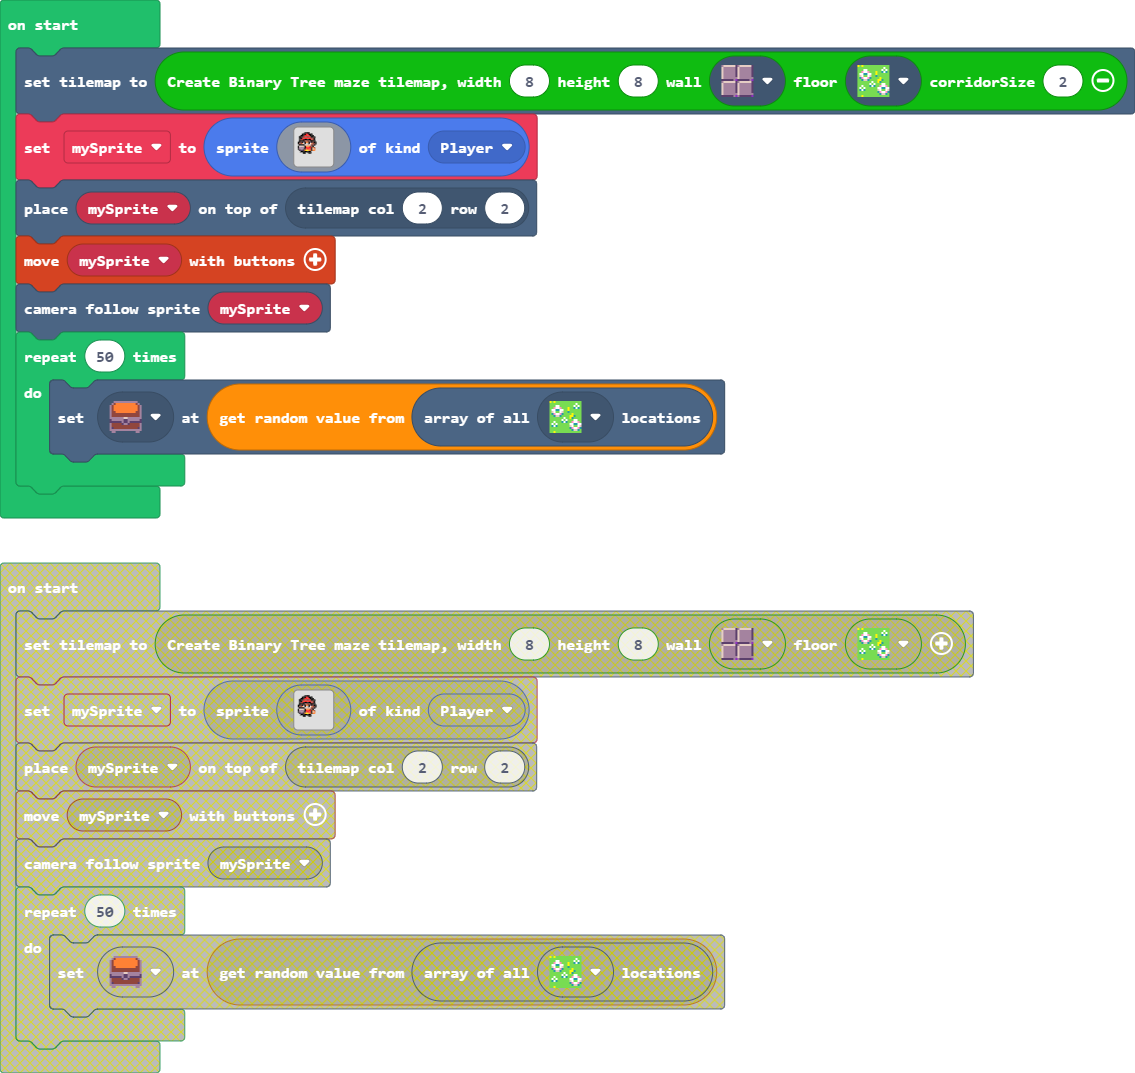 on start
set tilemap to Create Binary Tree maze tilemap, width 8 height 8 wall floor corridorSize 2
set mySprite to sprite of kind Player
place mySprite on top of tilemap col 2 row 2
move mySprite with buttons
camera follow sprite mySprite
repeat 50 times
do
set at get random value from array of all locations
on start
set tilemap to Create Binary Tree maze tilemap, width 8 height 8 wall floor
set mySprite to sprite of kind Player
place mySprite on top of tilemap col 2 row 2
move mySprite with buttons
camera follow sprite mySprite
repeat 50 times
do
set at get random value from array of all locations